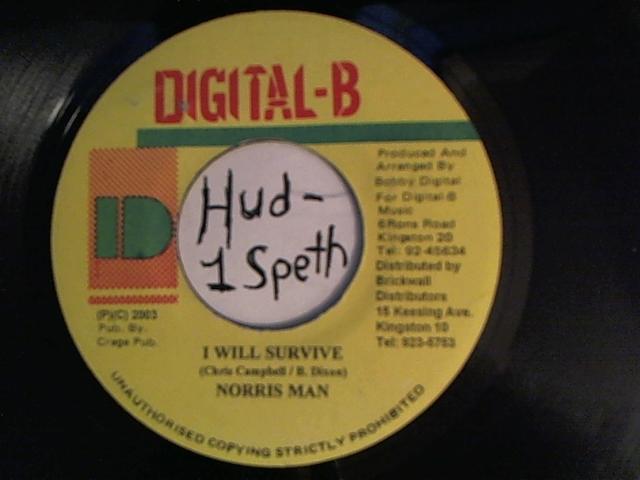 DIGITAL-B
Produced And
Arranged By
Bobby Digital
For Digital-B
Music
6Rons Road
Kingston 20
Tel: 92-45634
Distributed by
Brickwall
Distributors
15 Keesing Ave.
Kingston 10
Tel: 923-5763
D
Hud-
1 Speth
(P)(C) 2003
Pub. By.
Craps Pub.
I WILL SURVIVE
(Chris Campbell / B. Dixon)
NORRIS MAN
UNAUTHORISED COPYING STRICTLY PROHIBITED